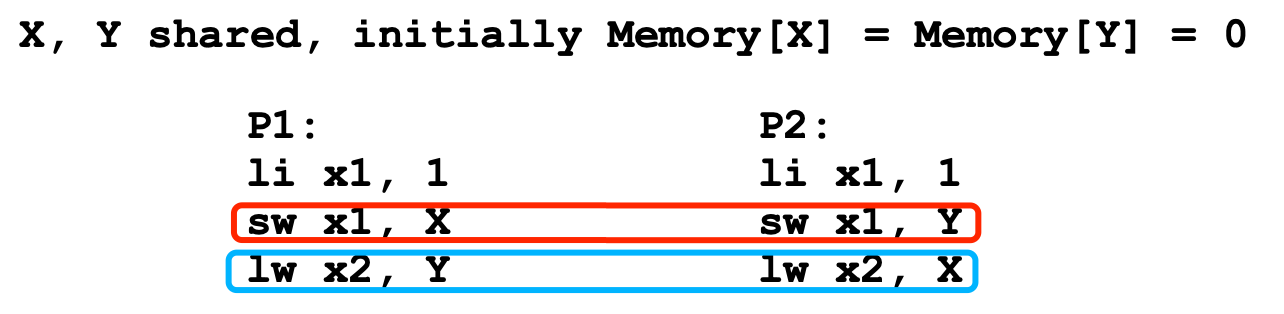 X, Y shared, initially Memory[X] = Memory[Y] = 0
P1: P2:
li x1, 1 li x1, 1
sw x1, X sw x1, Y
lw x2, Y lw x2, X